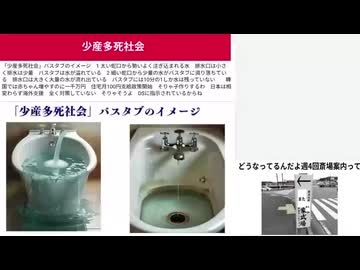 少産多死社会
「少産多死社会」バスタブのイメージ　1 太い蛇口から勢いよく注ぎ込まれる水　排水口は小さ
く排水は少量　バスタブは水が溢れている　2 細い蛇口から少量の水がバスタブに滴り落ちてい
る　排水口は大きく大量の水が流れ出ている　バスタブには10分の1しか水は残っていない　　韓
国では赤ちゃん増やすのに一千万円　住宅月100万円支給政策開始　そりゃ子作りするわ　日本は相
変わらず海外支援　全く対策していない　そりゃそうよ　DSに指示されているからね
「少産多死社会」バスタブのイメージ
どうなってるんだよ週4回斎場案内って